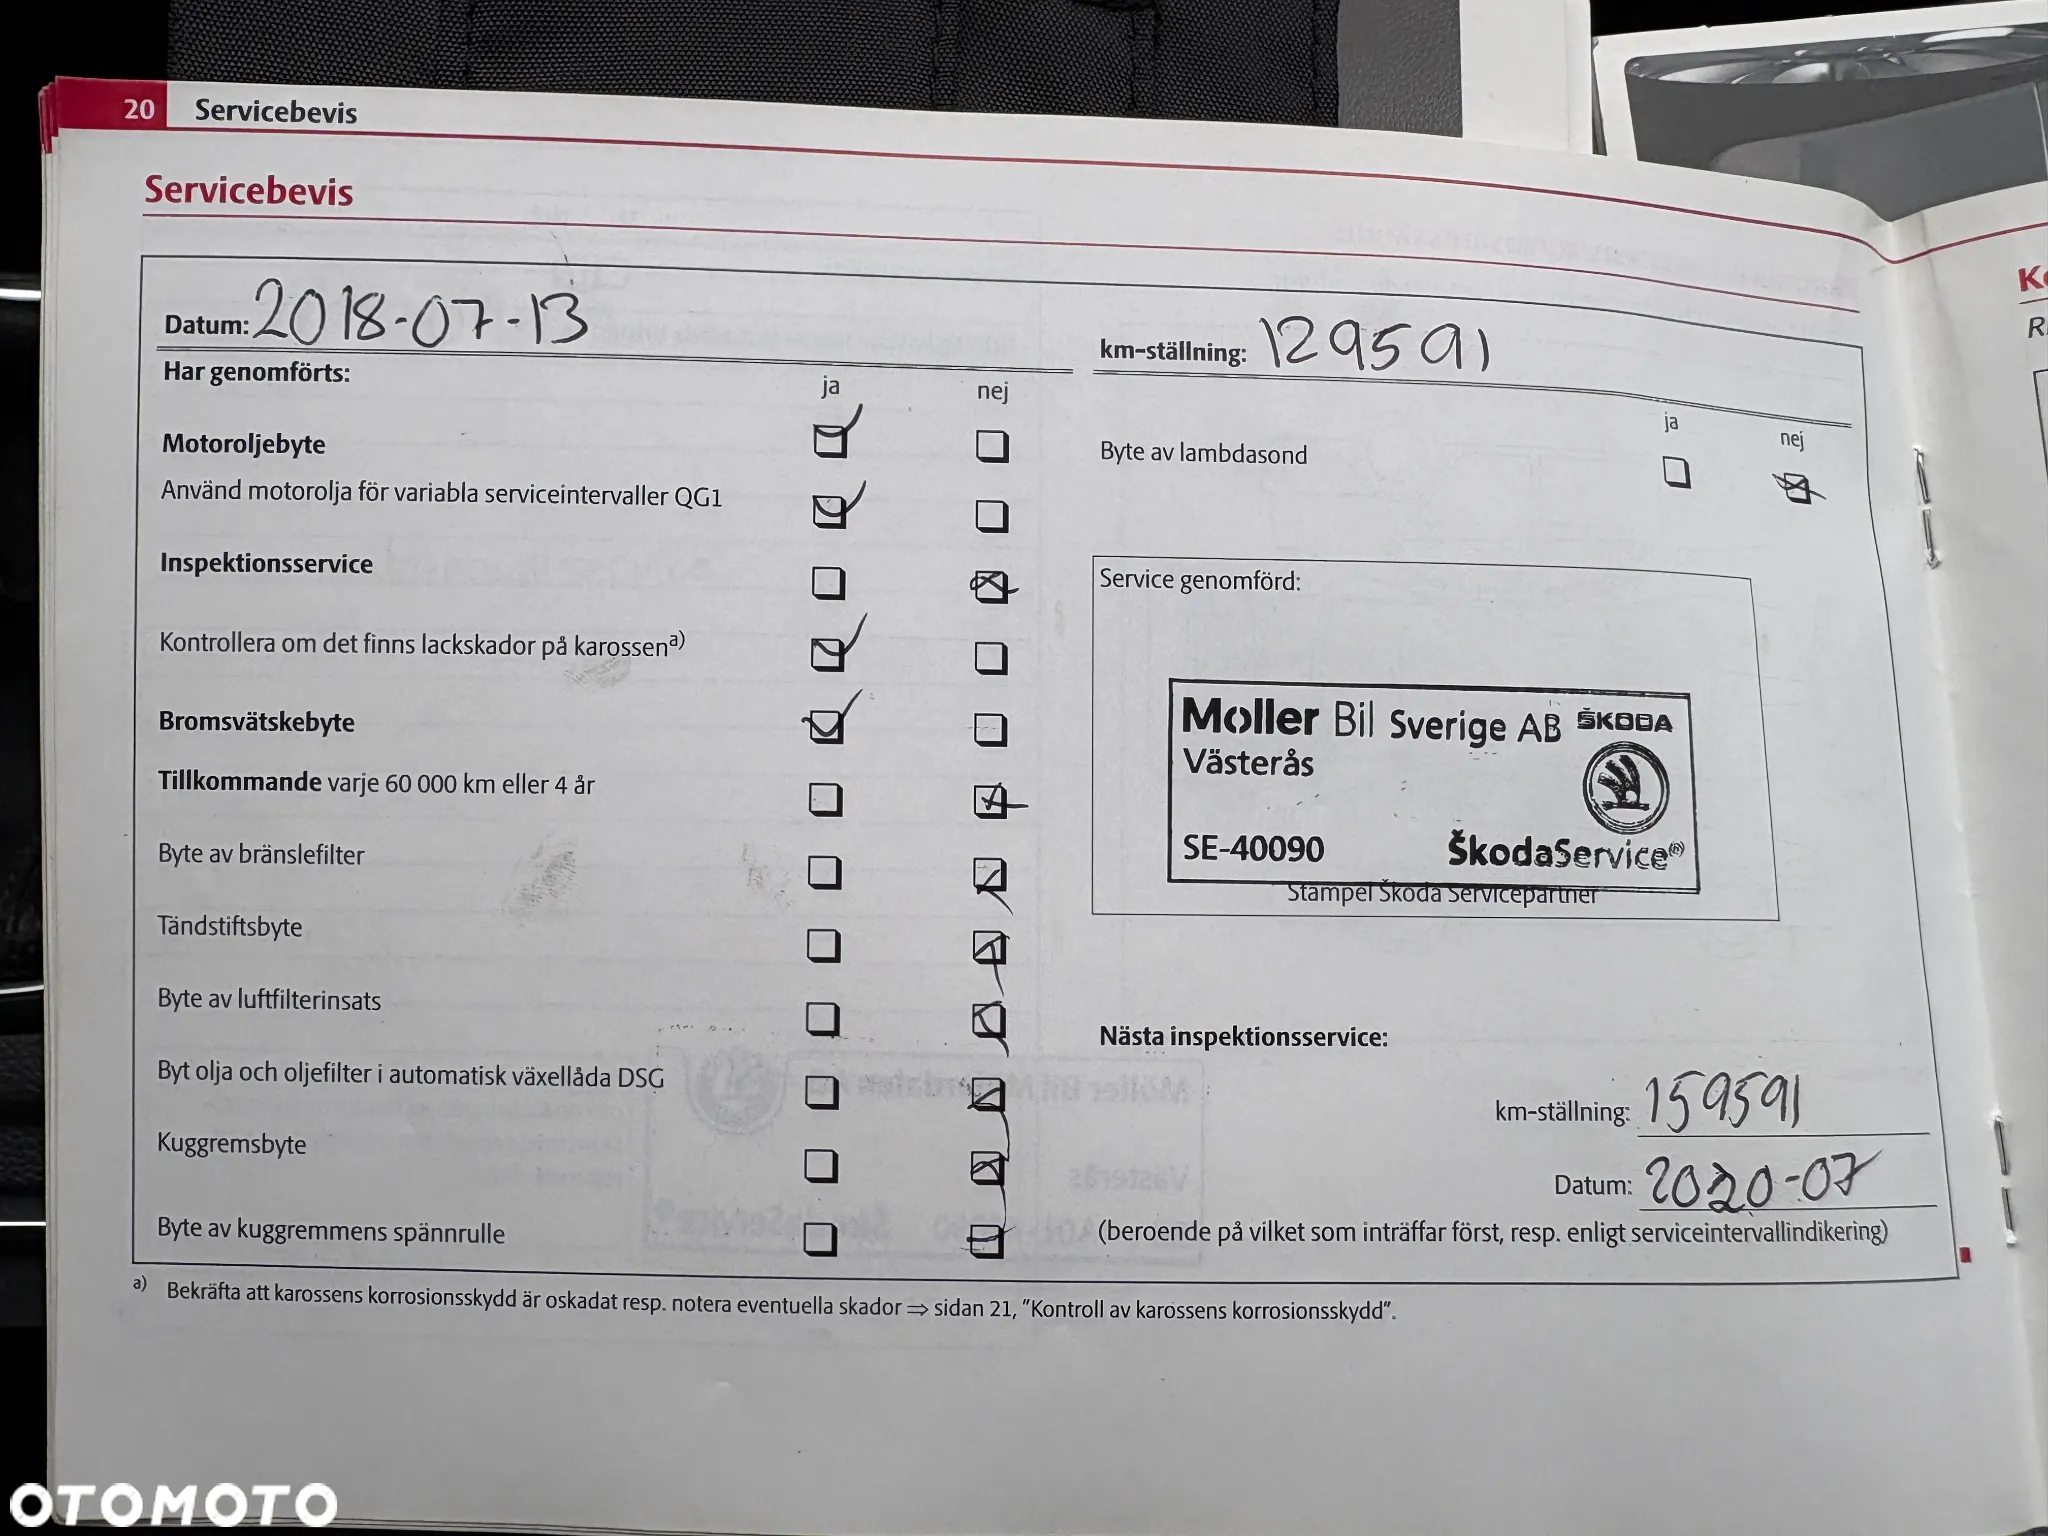 20 Servicebevis
Servicebevis
Datum: 2018-07-13
km-ställning: 129591
Har genomförts:
ja nej
Motoroljebyte
Använd motorolja för variabla serviceintervaller QG1
Inspektionsservice
Kontrollera om det finns lackskador på karossen a)
Bromsvätskebyte
Tillkommande varje 60 000 km eller 4 år
Byte av bränslefilter
Tändstiftsbyte
Byte av luftfilterinsats
Byt olja och oljefilter i automatisk växellåda DSG
Kuggremsbyte
Byte av kuggremmens spännrulle
ja nej
Byte av lambdasond
Service genomförd:
Moller Bil Sverige AB ŠKODA
Västerås
SE-40090 ŠkodaService®
Stämpel Škoda Servicepartner
Nästa inspektionsservice:
km-ställning: 159591
Datum: 2020-07
(beroende på vilket som inträffar först, resp. enligt serviceintervallindikering)
a) Bekräfta att karossens korrosionsskydd är oskadat resp. notera eventuella skador ⇒ sidan 21, "Kontroll av karossens korrosionsskydd".
OTOMOTO